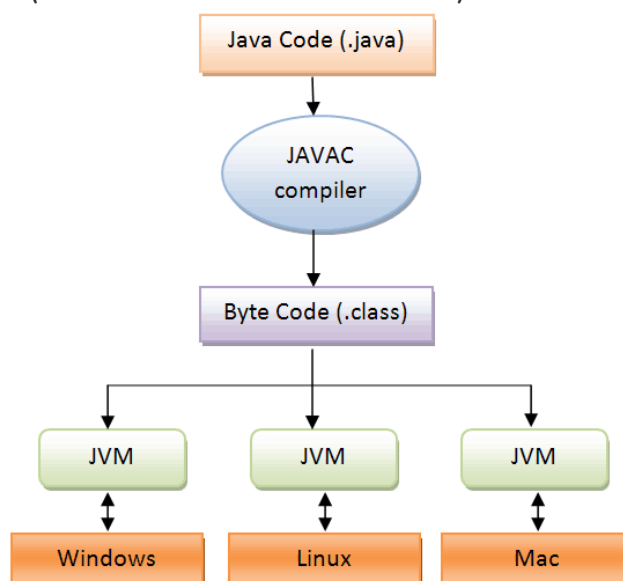 Java Code (.java)
JAVAC
compiler
Byte Code (.class)
JVM
JVM
JVM
Windows
Linux
Mac